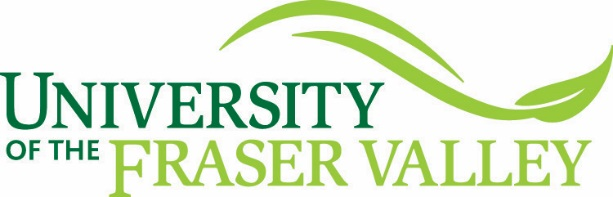 UNIVERSITY
OF THE FRASER VALLEY